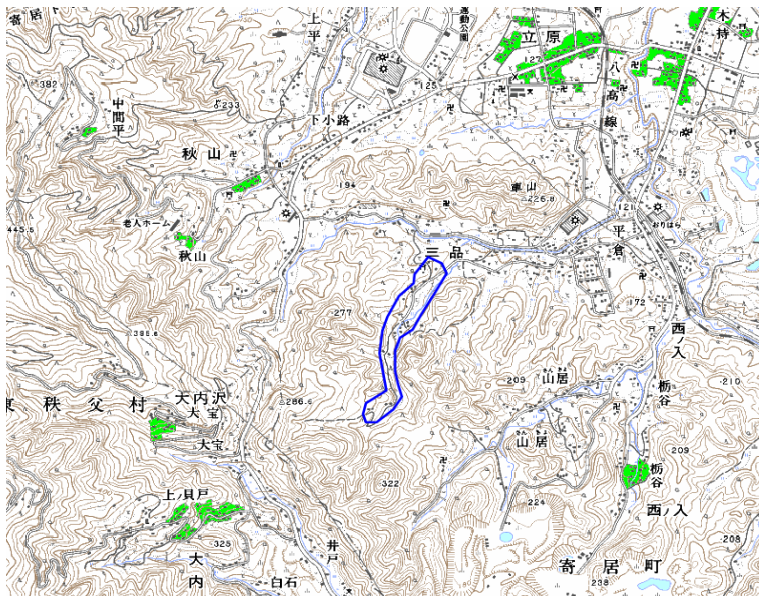 寄居
上平
運動公園
立原
木持
127
八高線
125
382
中間平
233
下小路
秋山
194
車山
226.8
老人ホーム
秋山
445.5
三品
121
おりはら
平倉
277
172
西ノ入
395.6
286.5
209
山居
栃谷
210
東秩父村
大内沢
大宝
大宝
山居
209
322
栃谷
上ノ貝戸
224
西ノ入
325
208
井戸
大内
白石
寄居町
238